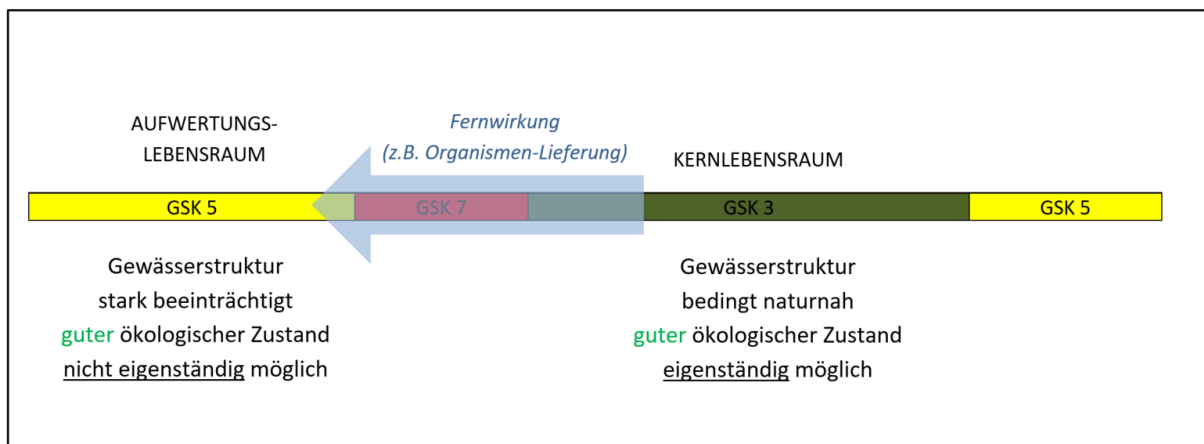 AUFWERTUNGS-
LEBENSRAUM
Fernwirkung
(z.B. Organismen-Lieferung)
KERNLEBENSRAUM
GSK 5
GSK 7
GSK 3
GSK 5
Gewässerstruktur
stark beeinträchtigt
guter ökologischer Zustand
nicht eigenständig möglich
Gewässerstruktur
bedingt naturnah
guter ökologischer Zustand
eigenständig möglich